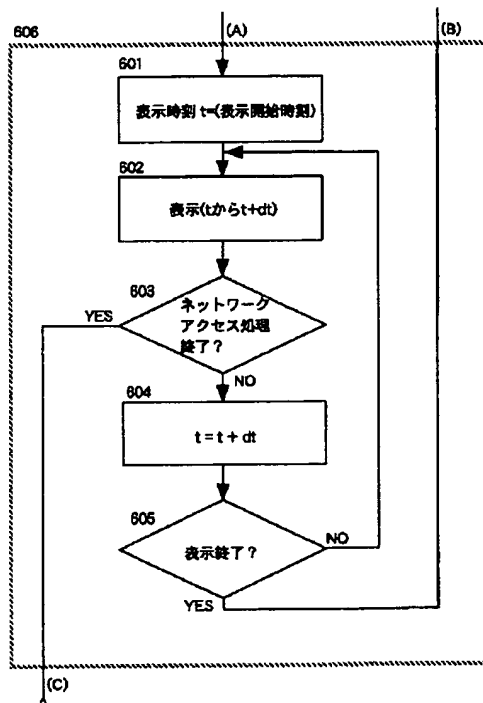 606
(A)
(B)
601
表示時刻 t=(表示開始時刻)
602
表示(tからt+dt)
603
ネットワーク
アクセス処理
終了?
YES
NO
604
t = t + dt
605
表示終了?
NO
YES
(C)